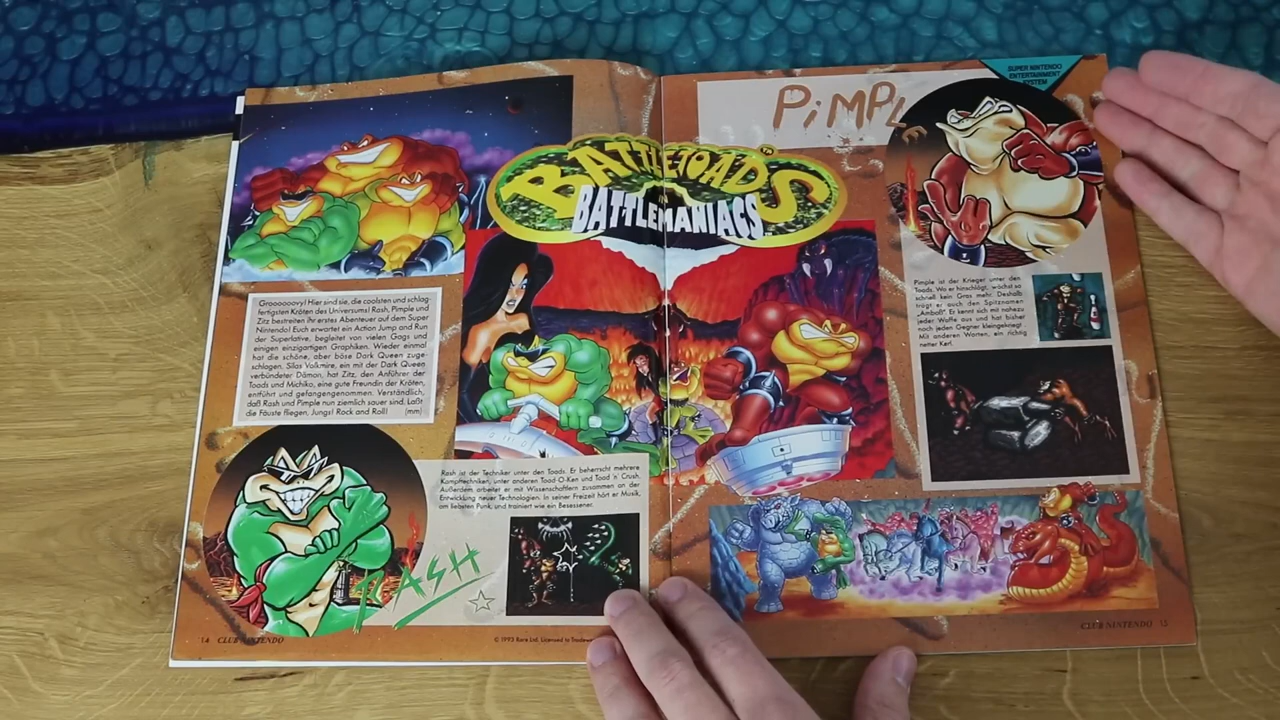 SUPER NINTENDO
ENTERTAINMENT
SYSTEM
PiMPLE
BATTLETOADS
IN
BATTLEMANIACS
Grooooovy! Hier sind sie, die coolsten und schlag-
fertigsten Kröten des Universums! Rash, Pimple und
Zitz bestreiten ihr erstes Abenteuer auf dem Super
Nintendo! Euch erwartet ein Action Jump and Run
der Superlative, begleitet von vielen Gags und
einigen einzigartigen Graphiken. Wieder einmal
hat die schöne, aber böse Dark Queen zuge-
schlagen. Silas Volkmire, ein mit der Dark Queen
verbündeter Dämon, hat Zitz, den Anführer der
Toads und Michiko, eine gute Freundin der Kröten,
entführt und gefangengenommen. Verständlich,
daß Rash und Pimple nun ziemlich sauer sind. Laßt
die Fäuste fliegen, Jungs! Rock and Roll! (mm)
Pimple ist der Krieger unter den
Toads. Wo er hinschlägt, wächst so
schnell kein Gras mehr. Deshalb
trägt er auch den Spitznamen
„Amboß". Er kennt sich mit nahezu
jeder Waffe aus und hat bisher
noch jeden Gegner kleingekriegt.
Mit anderen Worten, ein richtig
netter Kerl.
Rash ist der Techniker unter den Toads. Er beherrscht mehrere
Kampftechniken, unter anderen Toad-O-Ken und Toad 'n' Crush.
Außerdem arbeitet er mit Wissenschaftlern zusammen an der
Entwicklung neuer Technologien. In seiner Freizeit hört er Musik,
am liebsten Punk, und trainiert wie ein Besessener.
RASH
14 CLUB NINTENDO
© 1993 Rare Ltd. Licensed to
CLUB NINTENDO 15